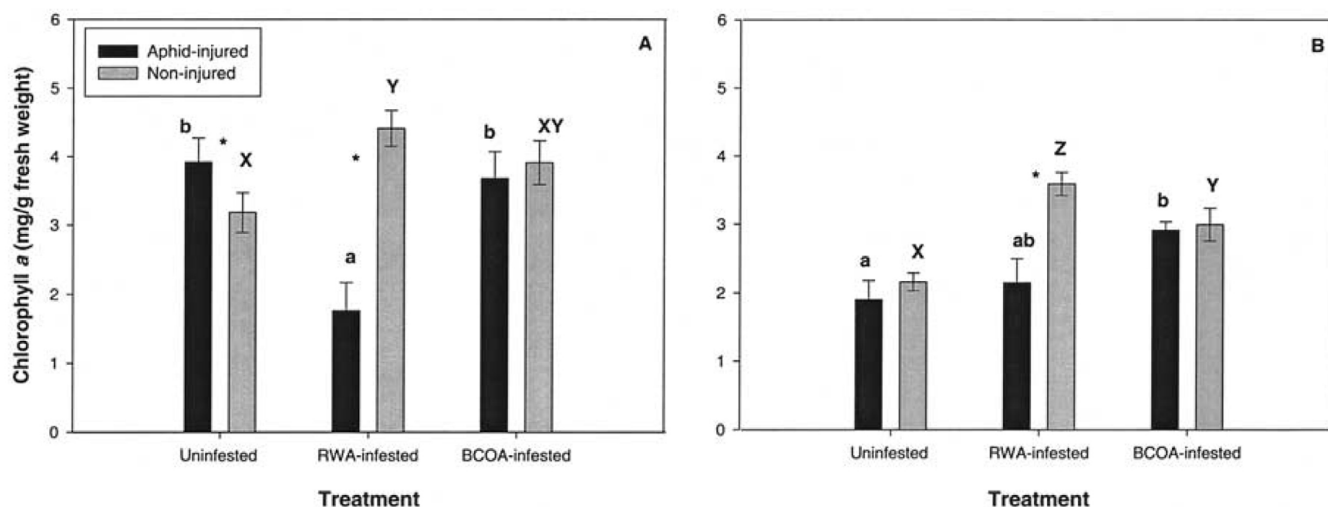 A
Aphid-injured
Non-injured
Chlorophyll a (mg/g fresh weight)
6
5
4
3
2
1
0
b
*
X
a
*
Y
b
XY
Uninfested
RWA-infested
BCOA-infested
Treatment
B
6
5
4
3
2
1
0
a
X
ab
*
Z
b
Y
Uninfested
RWA-infested
BCOA-infested
Treatment